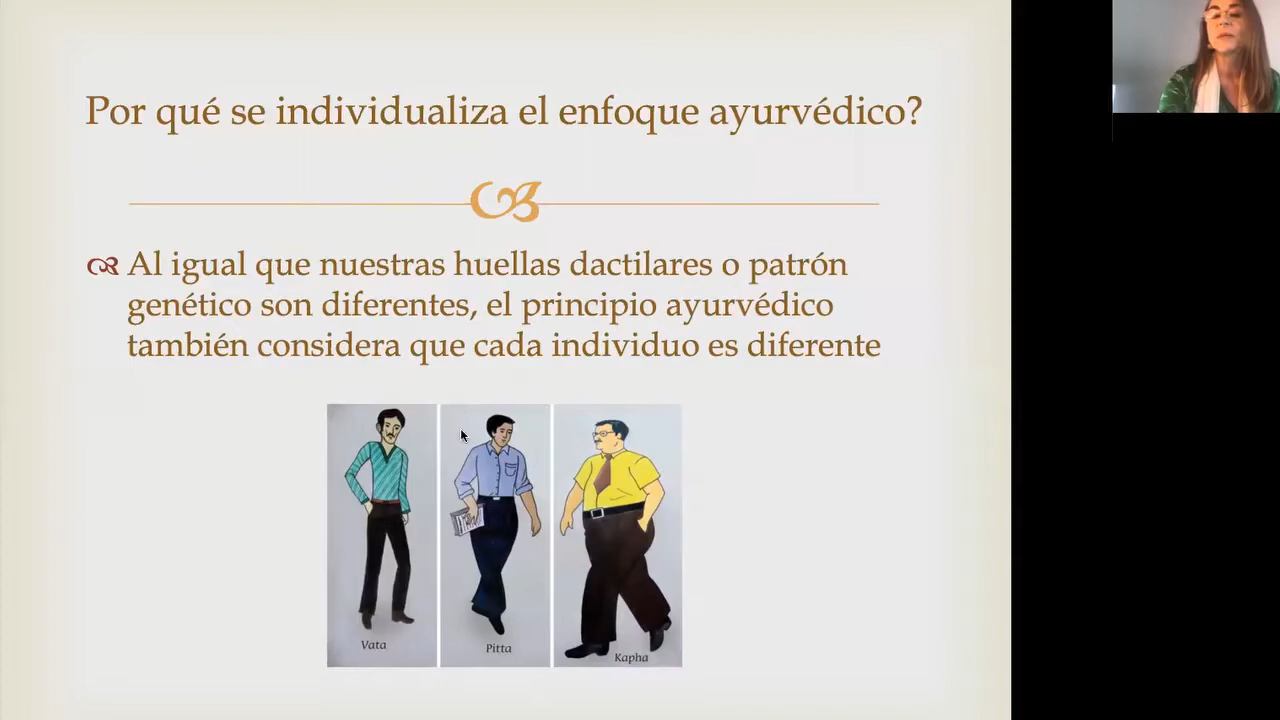 Por qué se individualiza el enfoque ayurvédico?
Al igual que nuestras huellas dactilares o patrón
genético son diferentes, el principio ayurvédico
también considera que cada individuo es diferente
Vata
Pitta
Kapha